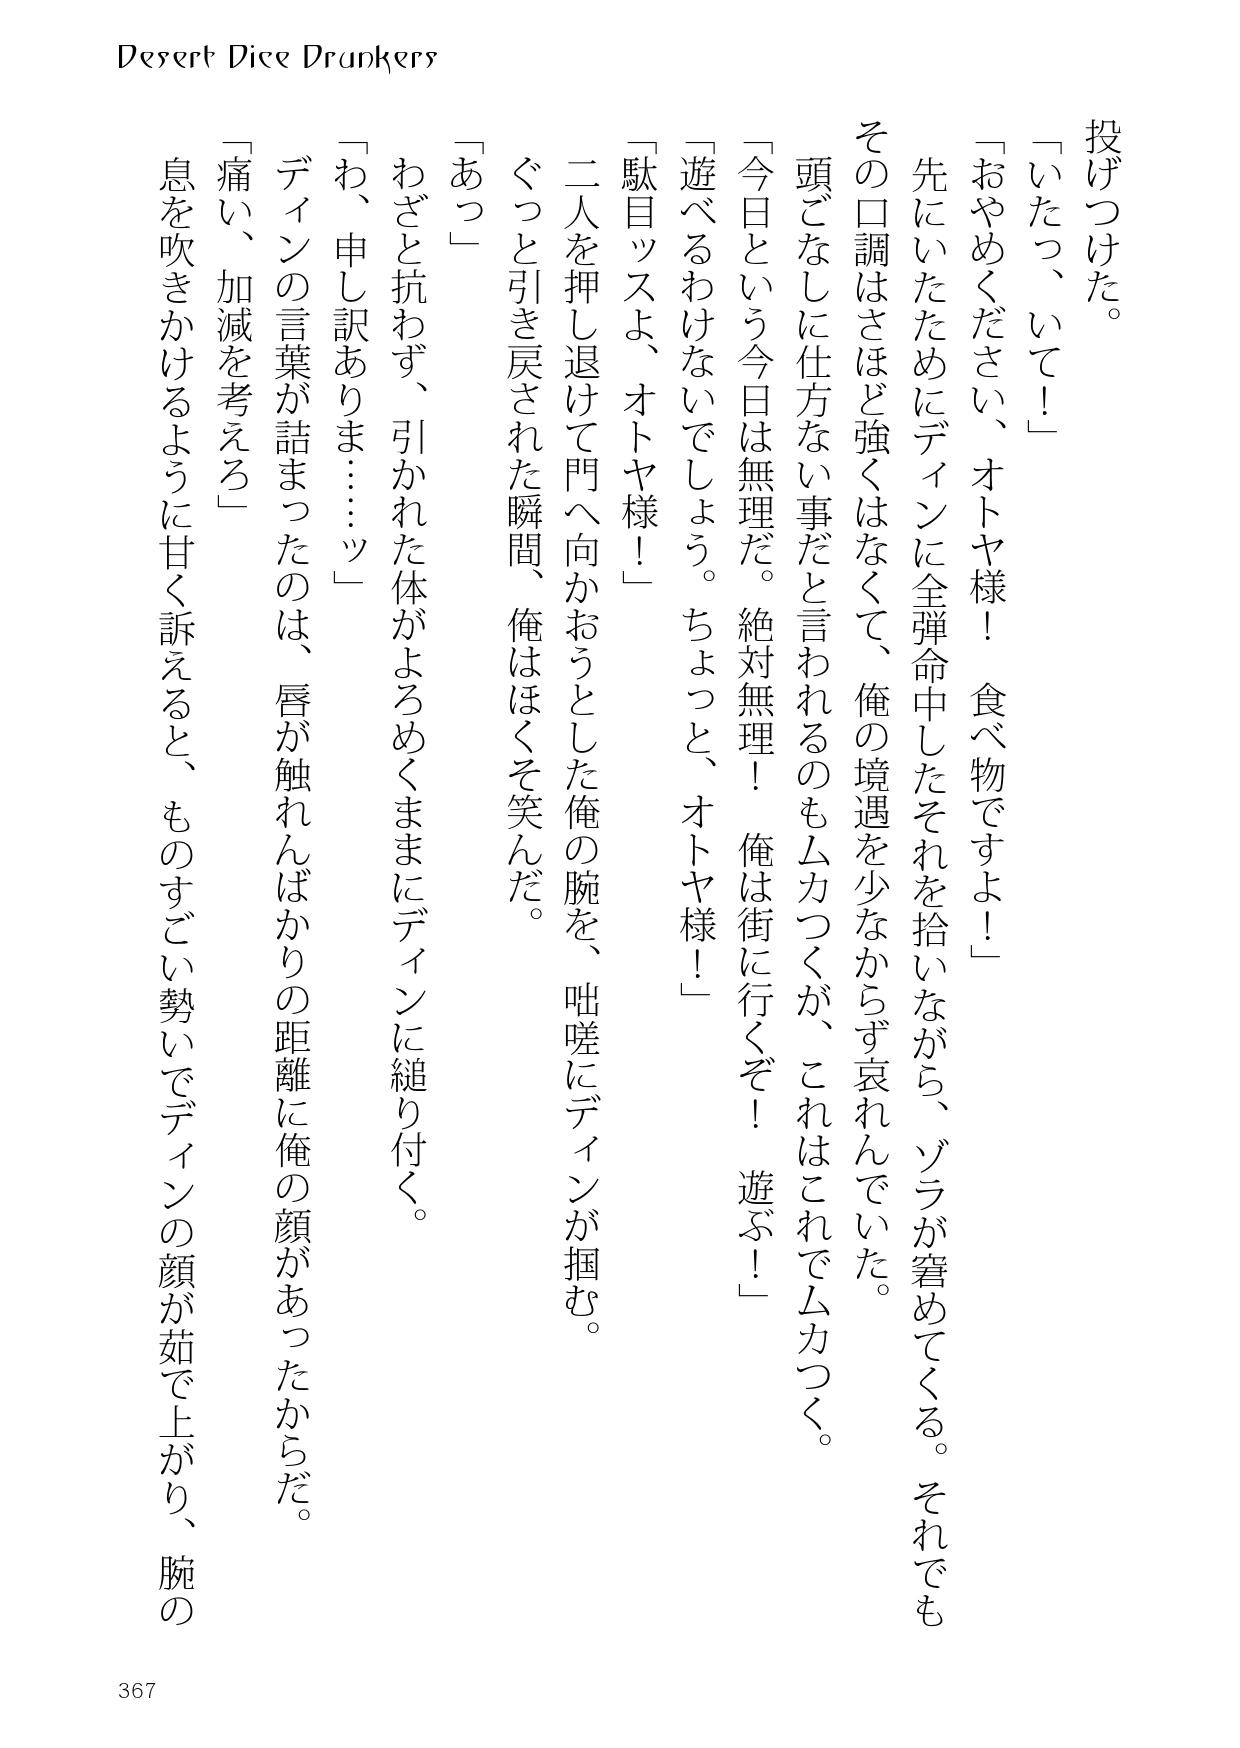 Desert Dice Drunkers
投げつけた。
「いたっ、いて！」
「おやめください、オトヤ様！　食べ物ですよ！」
　先にいたためにディンに全弾命中したそれを拾いながら、ゾラが窘めてくる。それでも
その口調はさほど強くはなくて、俺の境遇を少なからず哀れんでいた。
　頭ごなしに仕方ない事だと言われるのもムカつくが、これはこれでムカつく。
「今日という今日は無理だ。絶対無理！　俺は街に行くぞ！　遊ぶ！」
「遊べるわけないでしょう。ちょっと、オトヤ様！」
「駄目ッスよ、オトヤ様！」
　二人を押し退けて門へ向かおうとした俺の腕を、咄嗟にディンが掴む。
　ぐっと引き戻された瞬間、俺はほくそ笑んだ。
「あっ」
　わざと抗わず、引かれた体がよろめくままにディンに縋り付く。
「わ、申し訳ありま……ッ」
　ディンの言葉が詰まったのは、唇が触れんばかりの距離に俺の顔があったからだ。
「痛い、加減を考えろ」
　息を吹きかけるように甘く訴えると、ものすごい勢いでディンの顔が茹で上がり、腕の
367